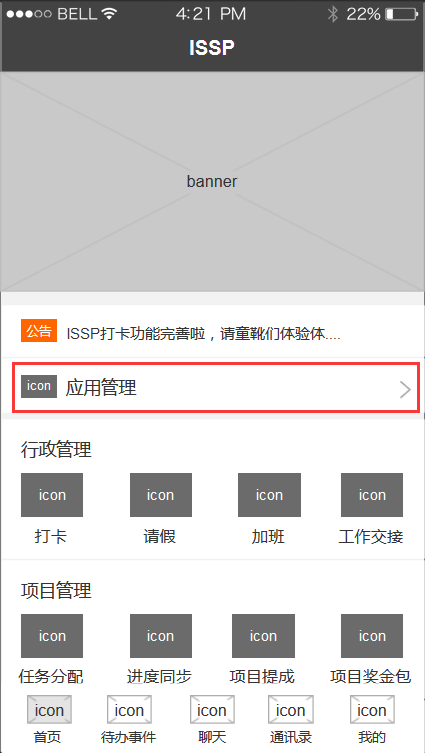 BELL 4:21 PM 22%
ISSP
banner
公告 ISSP打卡功能完善啦，请童靴们体验体....
icon 应用管理
行政管理
icon icon icon icon
打卡 请假 加班 工作交接
项目管理
icon icon icon icon
任务分配 进度同步 项目提成 项目奖金包
icon icon icon icon icon
首页 待办事件 聊天 通讯录 我的